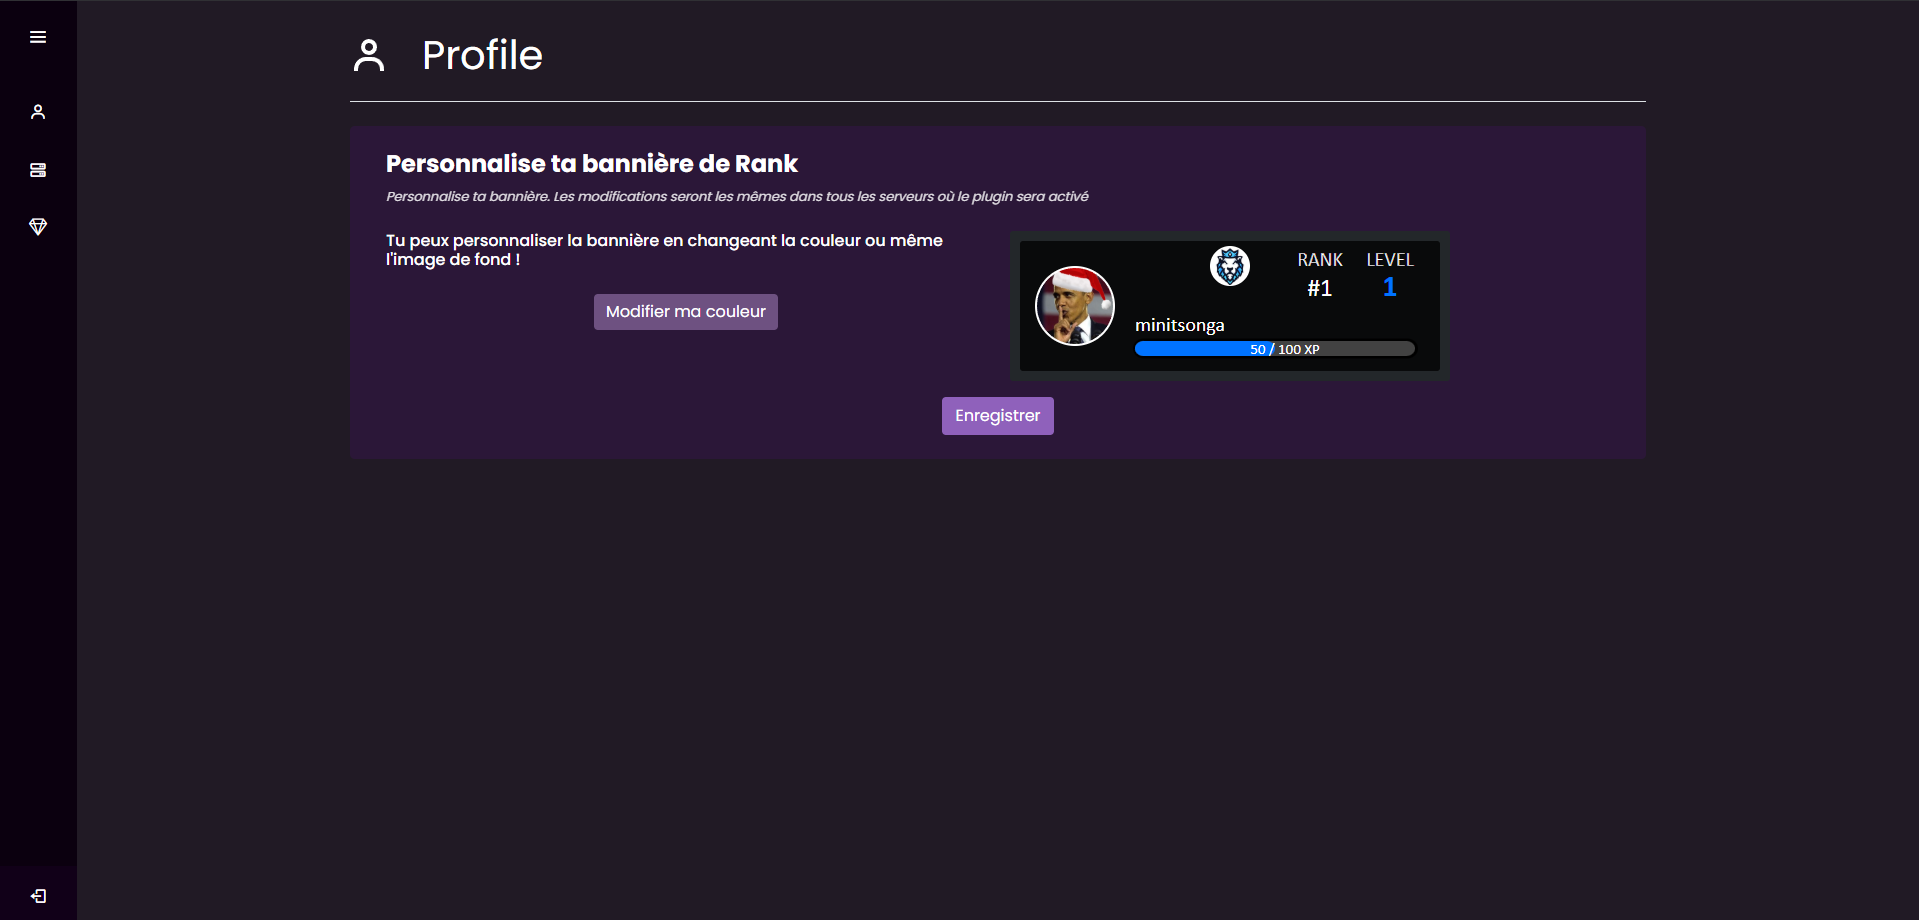 Profile
Personnalise ta bannière de Rank
Personnalise ta bannière. Les modifications seront les mêmes dans tous les serveurs où le plugin sera activé
Tu peux personnaliser la bannière en changeant la couleur ou même
l'image de fond !
Modifier ma couleur
RANK LEVEL
#1 1
minitsonga
50 / 100 XP
Enregistrer